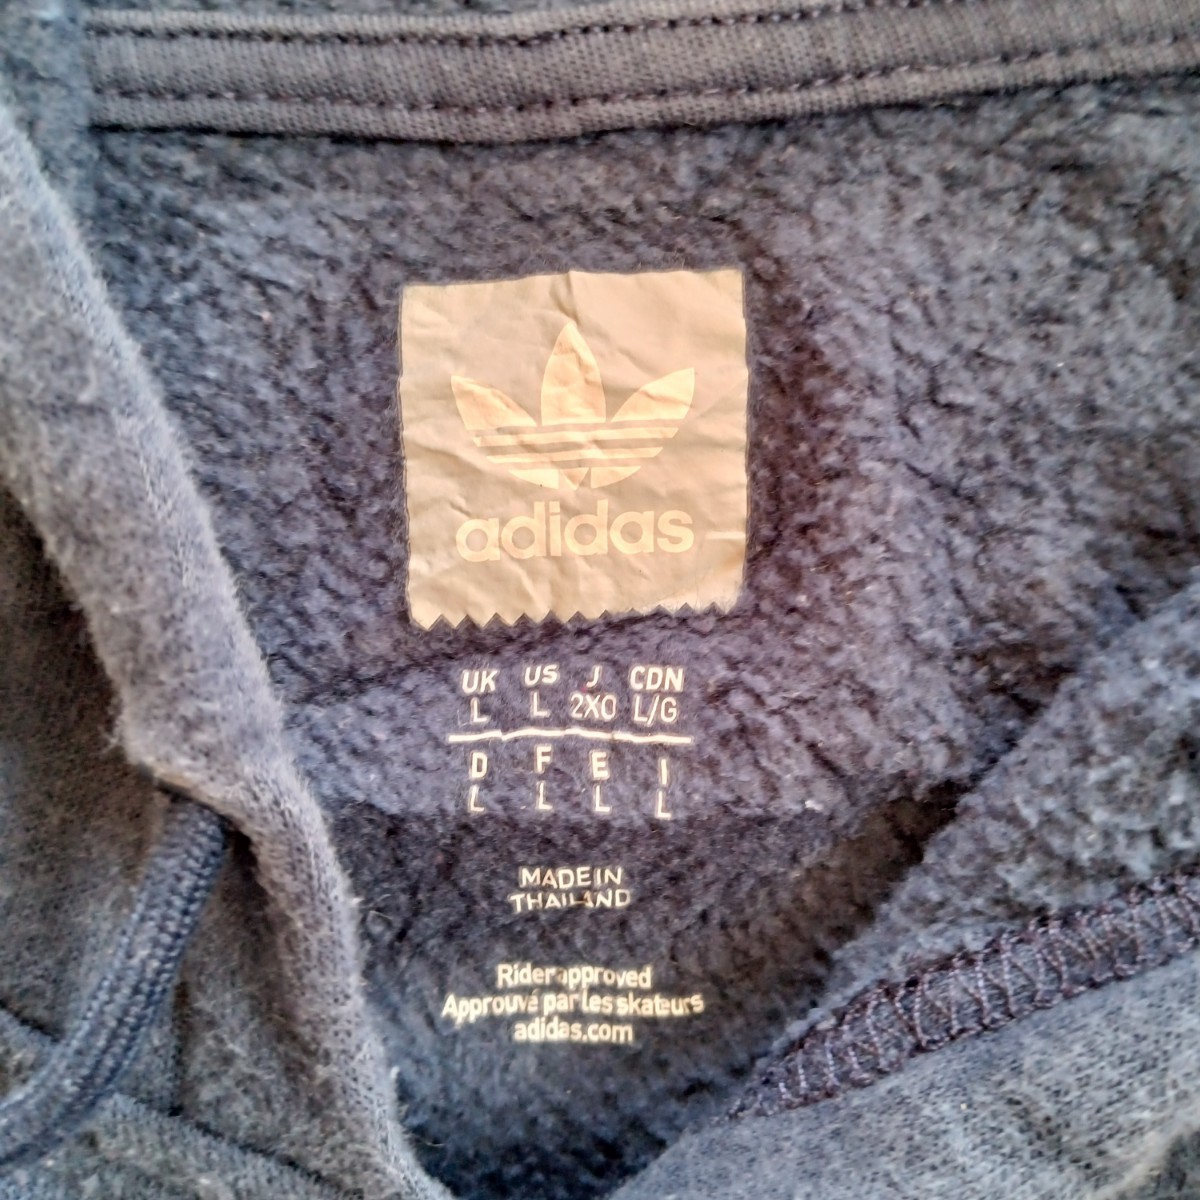 adidas
UK US J CDN
L L 2XO L/G
D F E I
L L L L
MADE IN
THAILAND
Rider approved
Approuvé par les skateurs
adidas.com